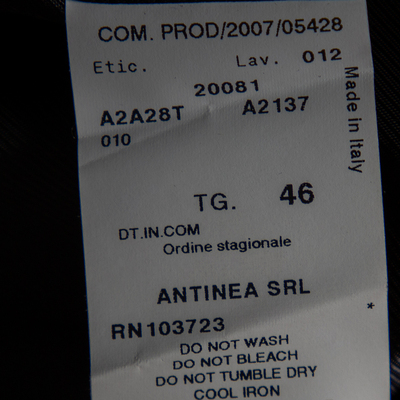 COM. PROD/2007/05428
Etic. Lav. 012
20081
A2A28T A2137
010
Made in Italy
TG. 46
DT.IN.COM
Ordine stagionale
ANTINEA SRL
*
RN103723
DO NOT WASH
DO NOT BLEACH
DO NOT TUMBLE DRY
COOL IRON